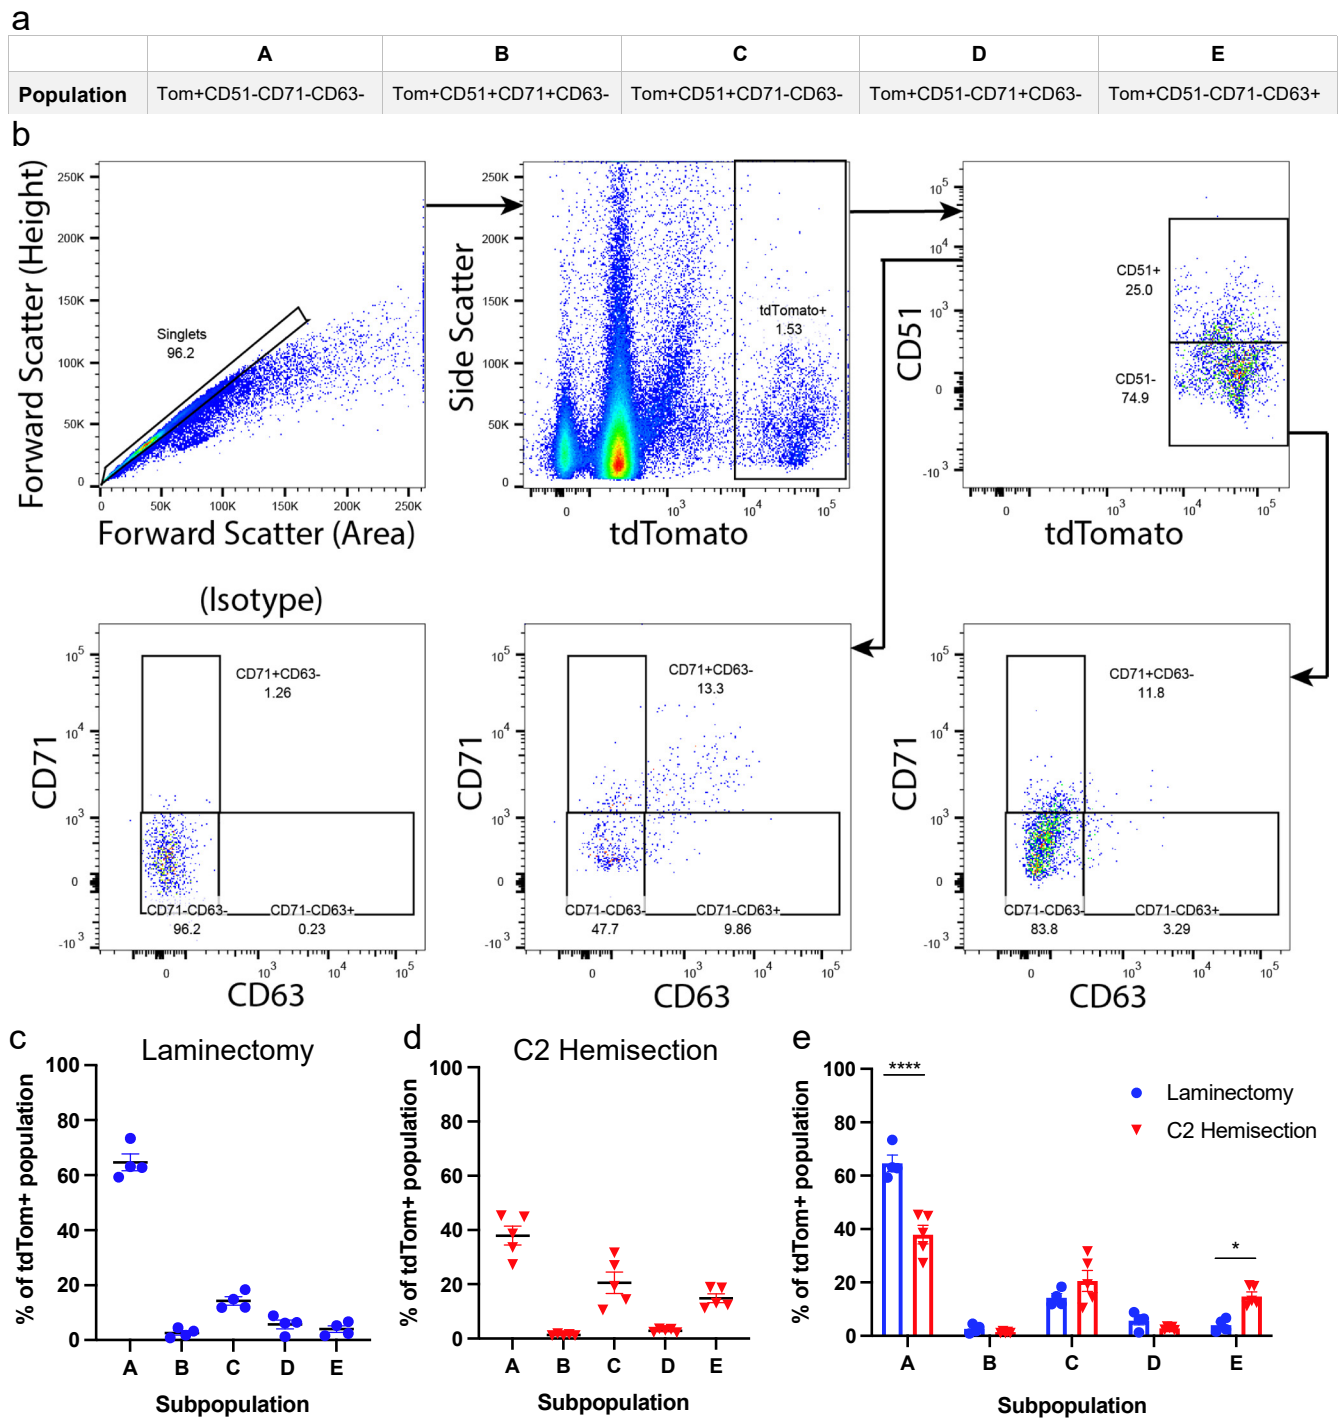 a
A B C D E
Population Tom+CD51-CD71-CD63- Tom+CD51+CD71+CD63- Tom+CD51+CD71-CD63- Tom+CD51-CD71+CD63- Tom+CD51-CD71-CD63+
b
Forward Scatter (Height)
250K
200K
150K
100K
50K
0
Singlets
96.2
0 50K 100K 150K 200K 250K
Forward Scatter (Area)
Side Scatter
250K
200K
150K
100K
50K
0
tdTomato+
1.53
0 10^3 10^4 10^5
tdTomato
CD51
10^5
10^4
10^3
0
-10^3
CD51+
25.0
CD51-
74.9
0 10^3 10^4 10^5
tdTomato
(Isotype)
CD71
10^5
10^4
10^3
0
-10^3
CD71+CD63-
1.26
CD71-CD63- CD71-CD63+
96.2 0.23
0 10^3 10^4 10^5
CD63
CD71
10^5
10^4
10^3
0
-10^3
CD71+CD63-
13.3
CD71-CD63- CD71-CD63+
47.7 9.86
0 10^3 10^4 10^5
CD63
CD71
10^5
10^4
10^3
0
-10^3
CD71+CD63-
11.8
CD71-CD63- CD71-CD63+
83.8 3.29
0 10^3 10^4 10^5
CD63
c
Laminectomy
% of tdTom+ population
100
80
60
40
20
0
A B C D E
Subpopulation
d
C2 Hemisection
% of tdTom+ population
100
80
60
40
20
0
A B C D E
Subpopulation
e
% of tdTom+ population
100
80
60
40
20
0
****
*
Laminectomy
C2 Hemisection
A B C D E
Subpopulation